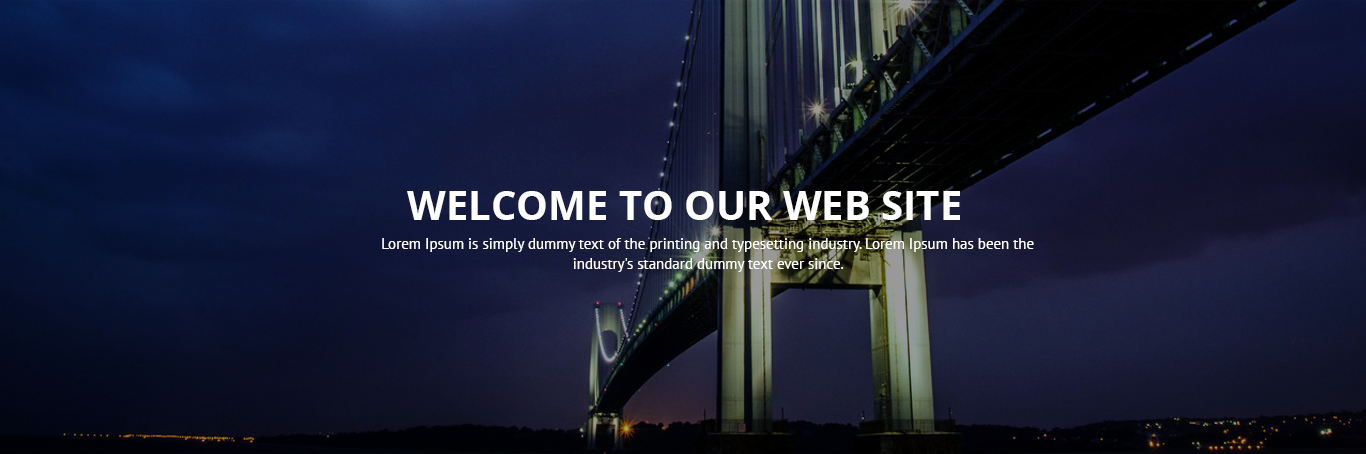 WELCOME TO OUR WEB SITE
Lorem Ipsum is simply dummy text of the printing and typesetting industry. Lorem Ipsum has been the
industry's standard dummy text ever since.